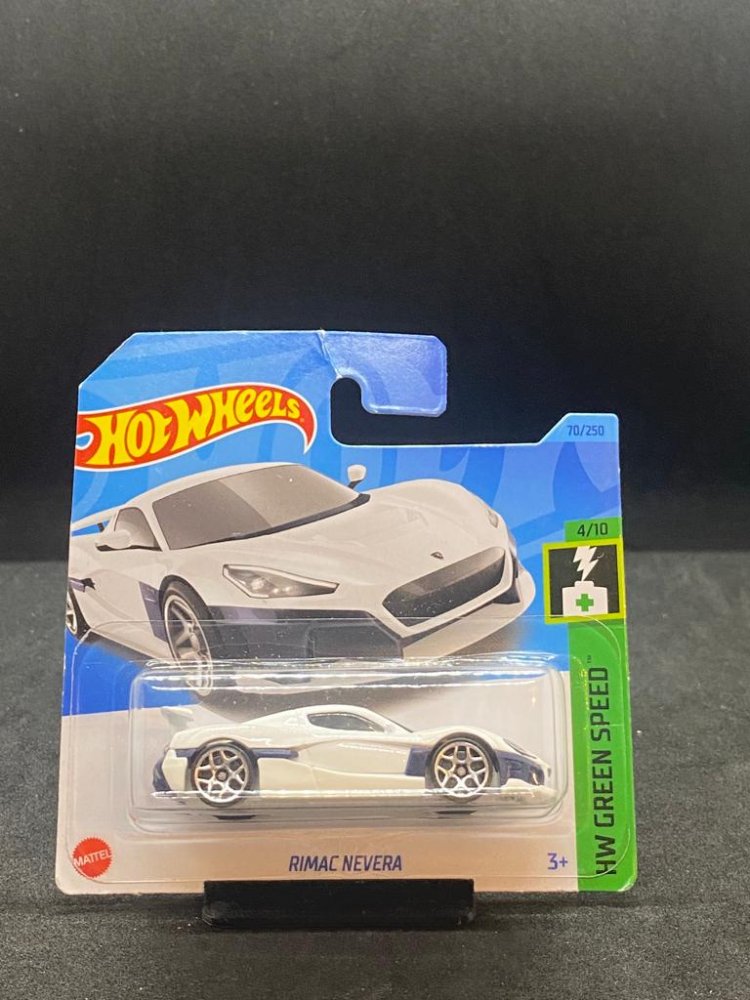 HOT WHEELS
70/250
4/10
HW GREEN SPEED™
MATTEL
RIMAC NEVERA
3+